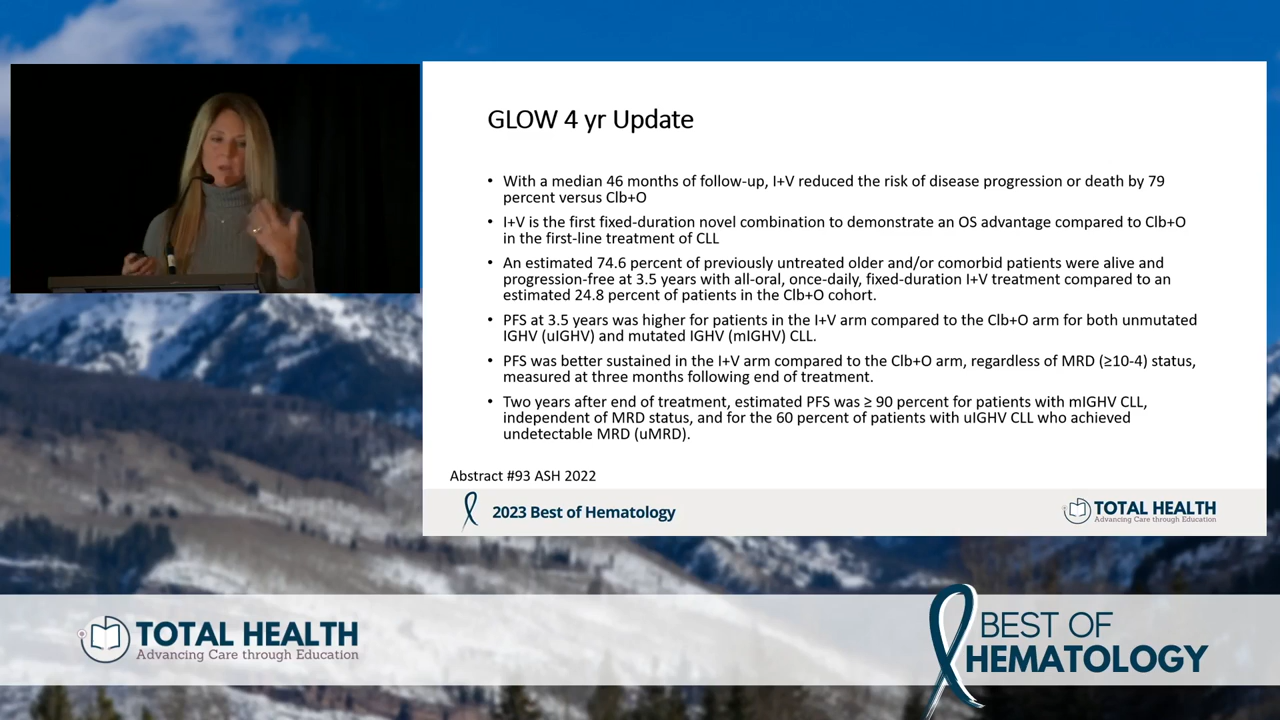 GLOW 4 yr Update
• With a median 46 months of follow-up, I+V reduced the risk of disease progression or death by 79
percent versus Clb+O
• I+V is the first fixed-duration novel combination to demonstrate an OS advantage compared to Clb+O
in the first-line treatment of CLL
• An estimated 74.6 percent of previously untreated older and/or comorbid patients were alive and
progression-free at 3.5 years with all-oral, once-daily, fixed-duration I+V treatment compared to an
estimated 24.8 percent of patients in the Clb+O cohort.
• PFS at 3.5 years was higher for patients in the I+V arm compared to the Clb+O arm for both unmutated
IGHV (uIGHV) and mutated IGHV (mIGHV) CLL.
• PFS was better sustained in the I+V arm compared to the Clb+O arm, regardless of MRD (≥10-4) status,
measured at three months following end of treatment.
• Two years after end of treatment, estimated PFS was ≥ 90 percent for patients with mIGHV CLL,
independent of MRD status, and for the 60 percent of patients with uIGHV CLL who achieved
undetectable MRD (uMRD).
Abstract #93 ASH 2022
2023 Best of Hematology
TOTAL HEALTH
Advancing Care through Education
TOTAL HEALTH
Advancing Care through Education
BEST OF
HEMATOLOGY